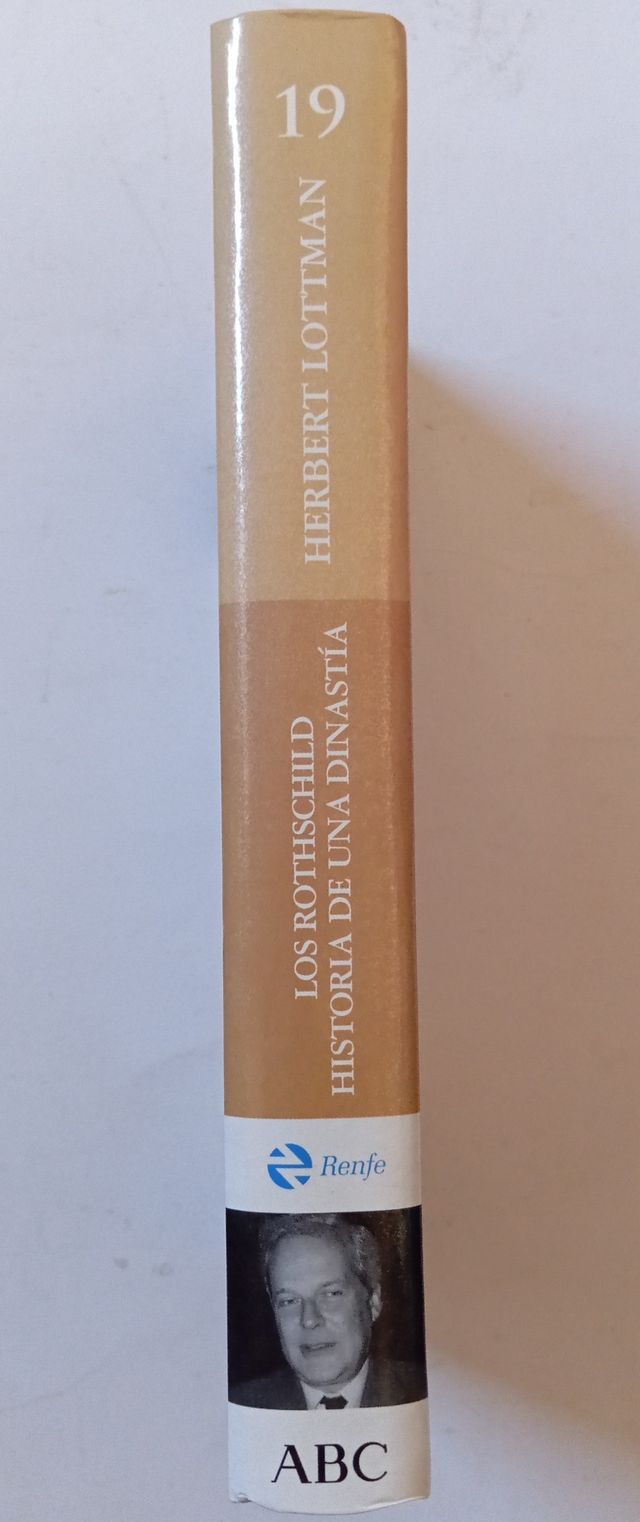 19
HERBERT LOTTMAN
LOS ROTHSCHILD
HISTORIA DE UNA DINASTÍA
Renfe
ABC